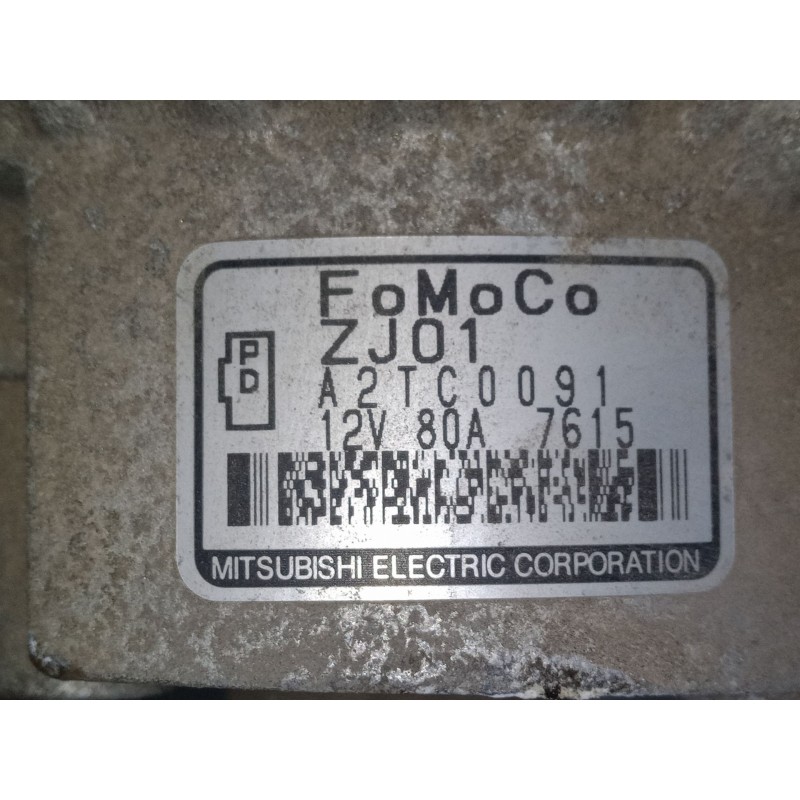 FoMoCo
ZJ01
P
D
A2TC0091
12V 80A 7615
MITSUBISHI ELECTRIC CORPORATION